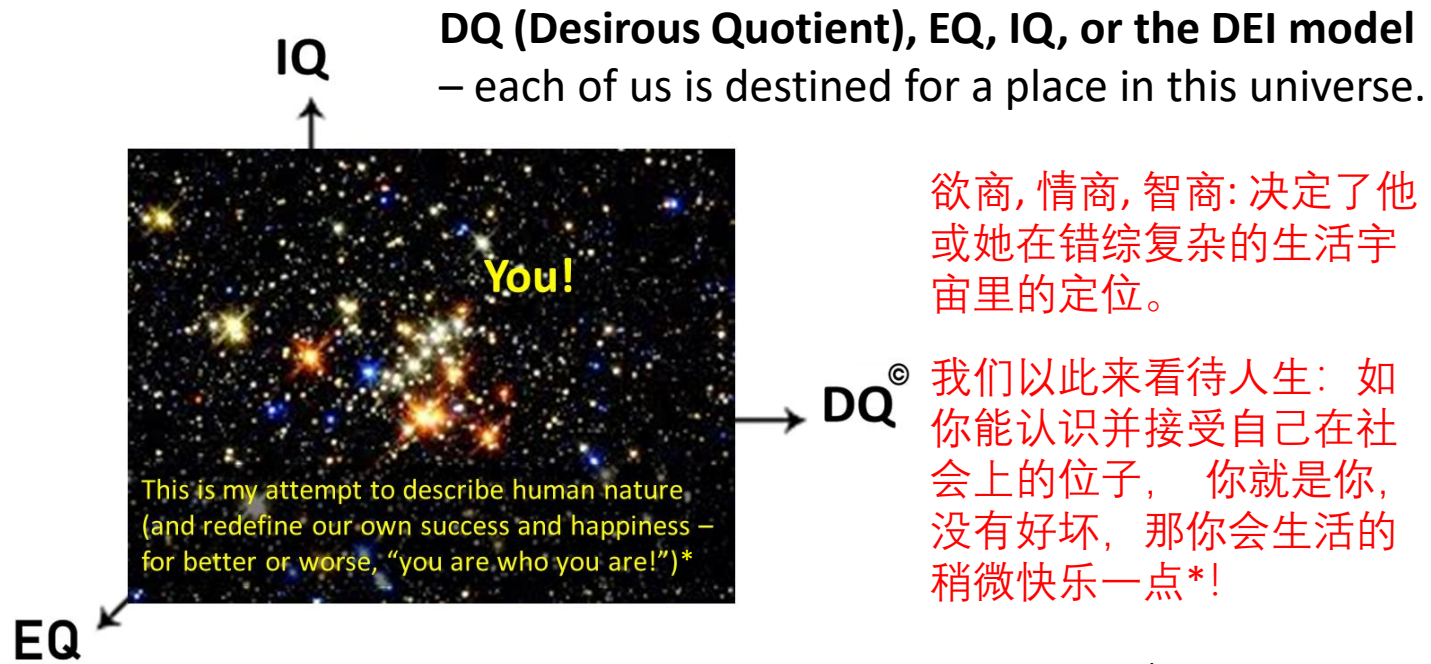 DQ (Desirous Quotient), EQ, IQ, or the DEI model
– each of us is destined for a place in this universe.
IQ
You!
This is my attempt to describe human nature
(and redefine our own success and happiness –
for better or worse, “you are who you are!”)*
DQ©
EQ
欲商, 情商, 智商: 决定了他
或她在错综复杂的生活宇
宙里的定位。
我们以此来看待人生：如
你能认识并接受自己在社
会上的位子， 你就是你，
没有好坏，那你会生活的
稍微快乐一点*！